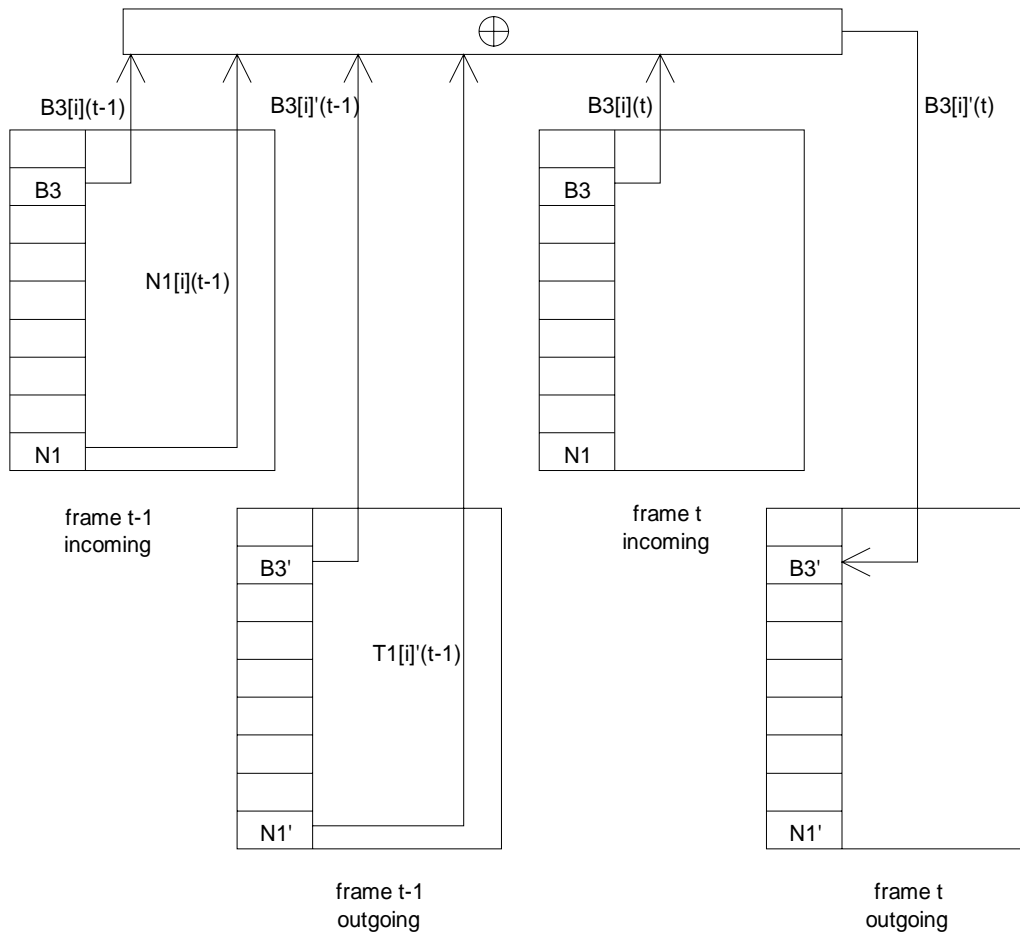 B3[i](t-1)
B3[i]'(t-1)
B3[i](t)
B3[i]'(t)
B3
N1[i](t-1)
N1
frame t-1
incoming
B3
N1
frame t
incoming
B3'
T1[i]'(t-1)
N1'
frame t-1
outgoing
B3'
N1'
frame t
outgoing